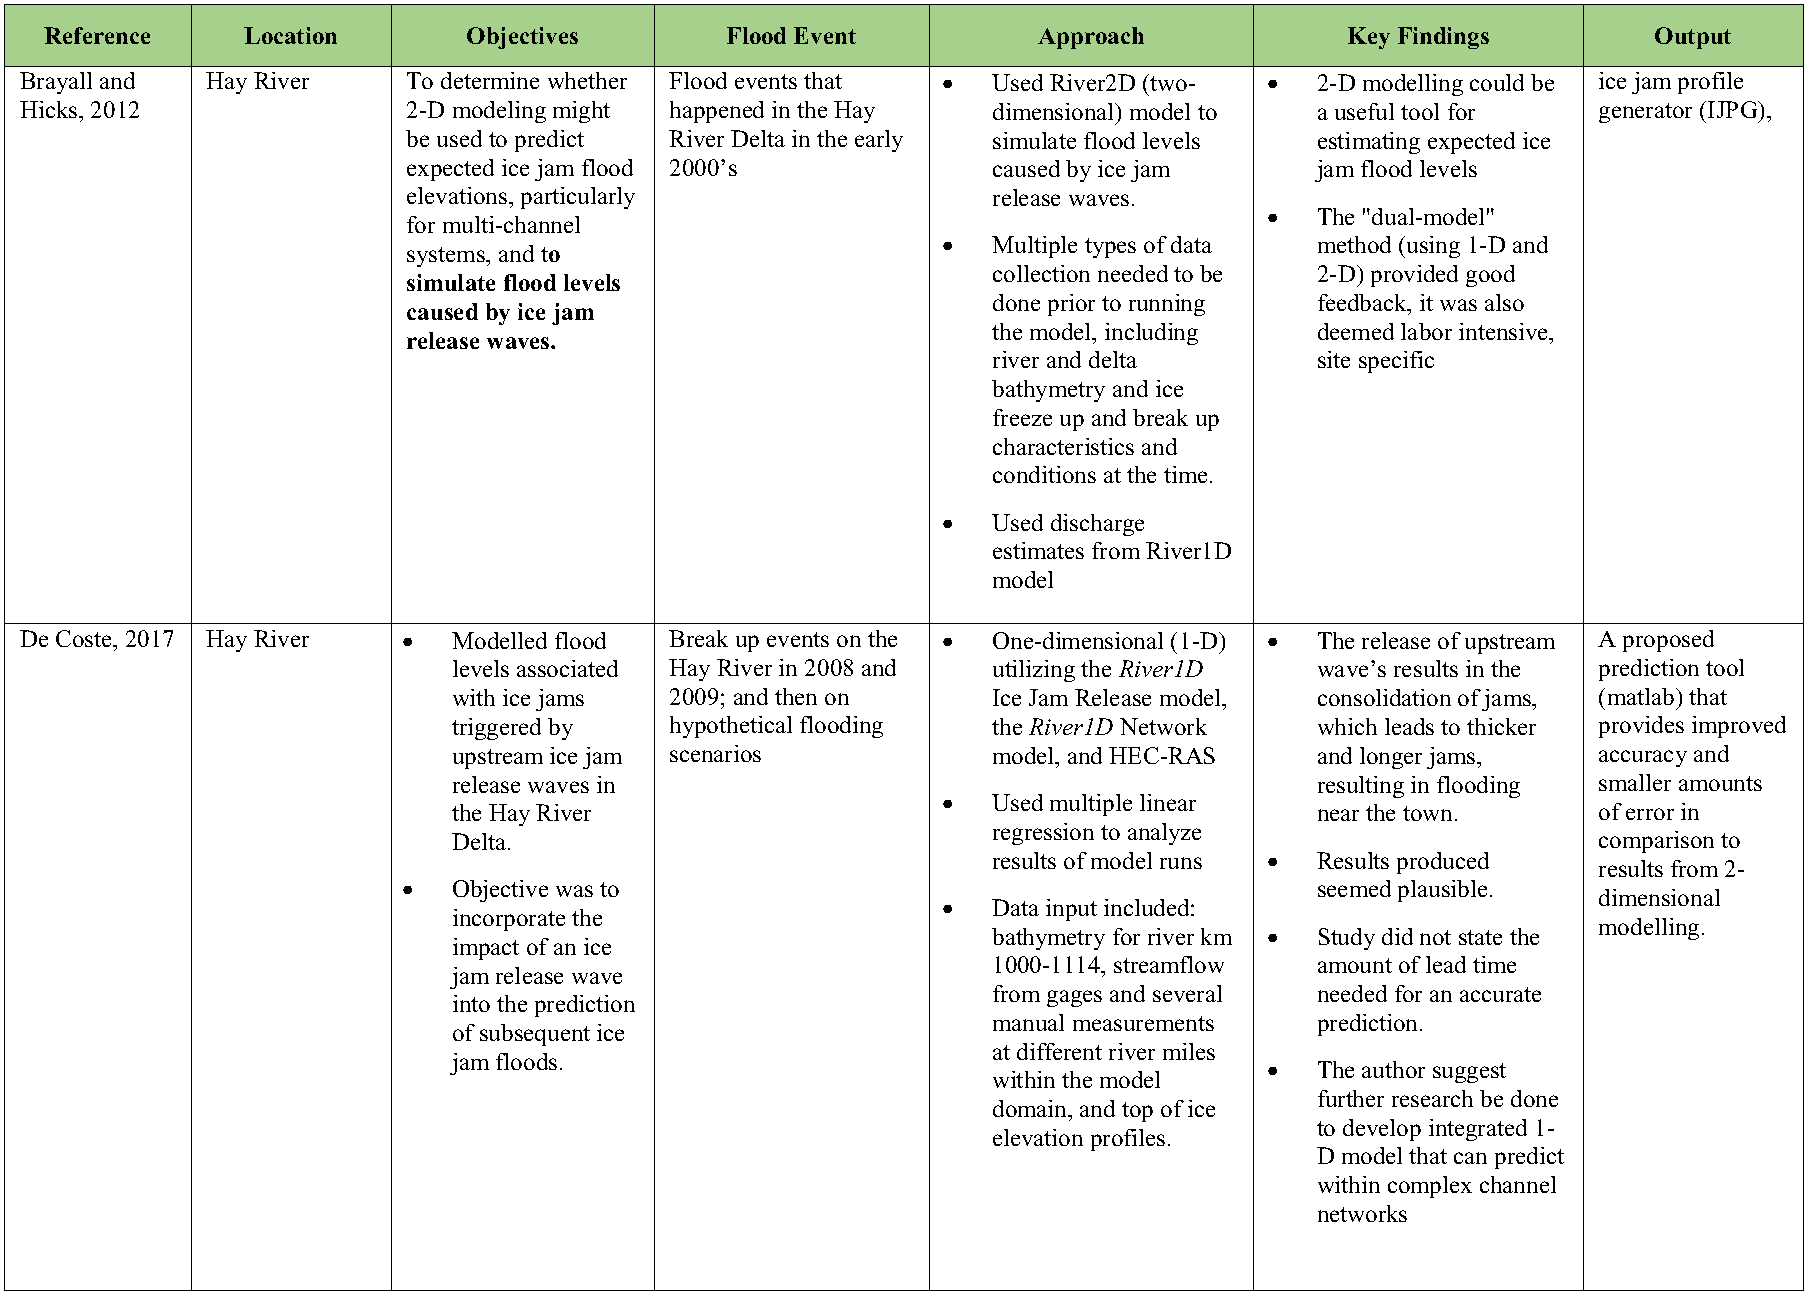 Reference
Location
Objectives
Flood Event
Approach
Key Findings
Output
Brayall and
Hicks, 2012
Hay River
To determine whether
2-D modeling might
be used to predict
expected ice jam flood
elevations, particularly
for multi-channel
systems, and to
simulate flood levels
caused by ice jam
release waves.
Flood events that
happened in the Hay
River Delta in the early
2000’s
• Used River2D (two-
dimensional) model to
simulate flood levels
caused by ice jam
release waves.
• Multiple types of data
collection needed to be
done prior to running
the model, including
river and delta
bathymetry and ice
freeze up and break up
characteristics and
conditions at the time.
• Used discharge
estimates from River1D
model
• 2-D modelling could be
a useful tool for
estimating expected ice
jam flood levels
• The "dual-model"
method (using 1-D and
2-D) provided good
feedback, it was also
deemed labor intensive,
site specific
ice jam profile
generator (IJPG),
De Coste, 2017
Hay River
• Modelled flood
levels associated
with ice jams
triggered by
upstream ice jam
release waves in
the Hay River
Delta.
• Objective was to
incorporate the
impact of an ice
jam release wave
into the prediction
of subsequent ice
jam floods.
Break up events on the
Hay River in 2008 and
2009; and then on
hypothetical flooding
scenarios
• One-dimensional (1-D)
utilizing the River1D
Ice Jam Release model,
the River1D Network
model, and HEC-RAS
• Used multiple linear
regression to analyze
results of model runs
• Data input included:
bathymetry for river km
1000-1114, streamflow
from gages and several
manual measurements
at different river miles
within the model
domain, and top of ice
elevation profiles.
• The release of upstream
wave’s results in the
consolidation of jams,
which leads to thicker
and longer jams,
resulting in flooding
near the town.
• Results produced
seemed plausible.
• Study did not state the
amount of lead time
needed for an accurate
prediction.
• The author suggest
further research be done
to develop integrated 1-
D model that can predict
within complex channel
networks
A proposed
prediction tool
(matlab) that
provides improved
accuracy and
smaller amounts
of error in
comparison to
results from 2-
dimensional
modelling.